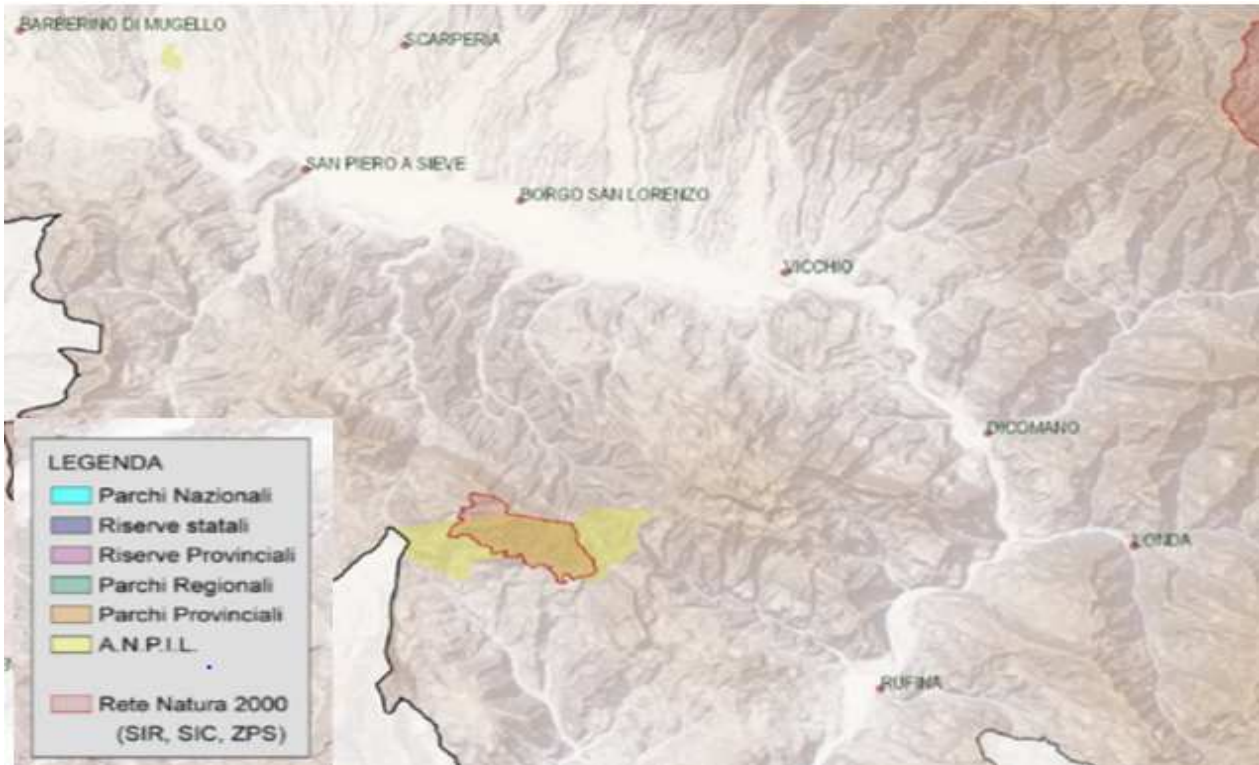 BARBERINO DI MUGELLO
SCARPERIA
SAN PIERO A SIEVE
BORGO SAN LORENZO
VICCHIO
DICOMANO
LONDA
RUFINA
LEGENDA
Parchi Nazionali
Riserve statali
Riserve Provinciali
Parchi Regionali
Parchi Provinciali
A.N.P.I.L.
Rete Natura 2000
(SIR, SIC, ZPS)